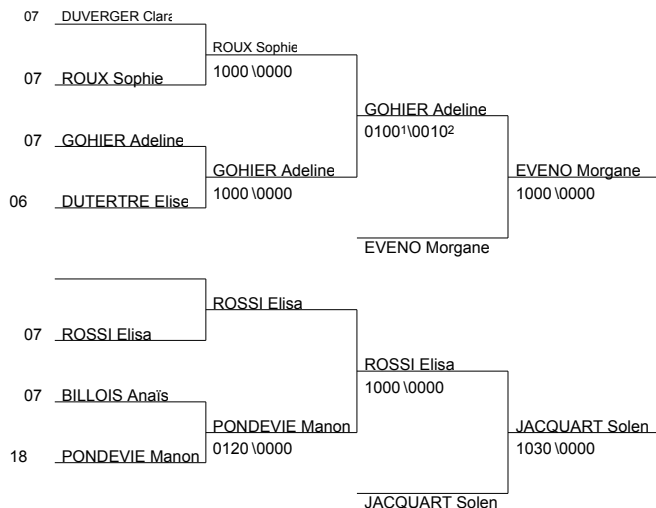 07 DUVERGER Clara
ROUX Sophie
1000 \0000
07 ROUX Sophie
GOHIER Adeline
0100¹\0010²
07 GOHIER Adeline
GOHIER Adeline
1000 \0000
EVENO Morgane
1000 \0000
06 DUTERTRE Elise
EVENO Morgane
ROSSI Elisa
07 ROSSI Elisa
ROSSI Elisa
1000 \0000
07 BILLOIS Anaïs
PONDEVIE Manon
0120 \0000
JACQUART Solen
1030 \0000
18 PONDEVIE Manon
JACQUART Solen